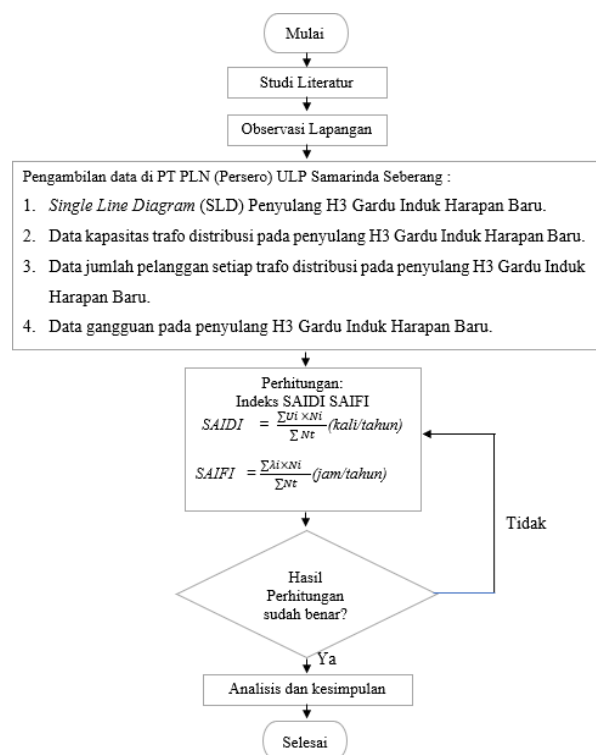 Mulai
Studi Literatur
Observasi Lapangan
Pengambilan data di PT PLN (Persero) ULP Samarinda Seberang :
1. Single Line Diagram (SLD) Penyulang H3 Gardu Induk Harapan Baru.
2. Data kapasitas trafo distribusi pada penyulang H3 Gardu Induk Harapan Baru.
3. Data jumlah pelanggan setiap trafo distribusi pada penyulang H3 Gardu Induk
Harapan Baru.
4. Data gangguan pada penyulang H3 Gardu Induk Harapan Baru.
Perhitungan:
Indeks SAIDI SAIFI
SAIDI = ∑Ui ×Ni / ∑ Nt (kali/tahun)
SAIFI = ∑λi×Ni / ∑Nt (jam/tahun)
Tidak
Hasil
Perhitungan
sudah benar?
Ya
Analisis dan kesimpulan
Selesai